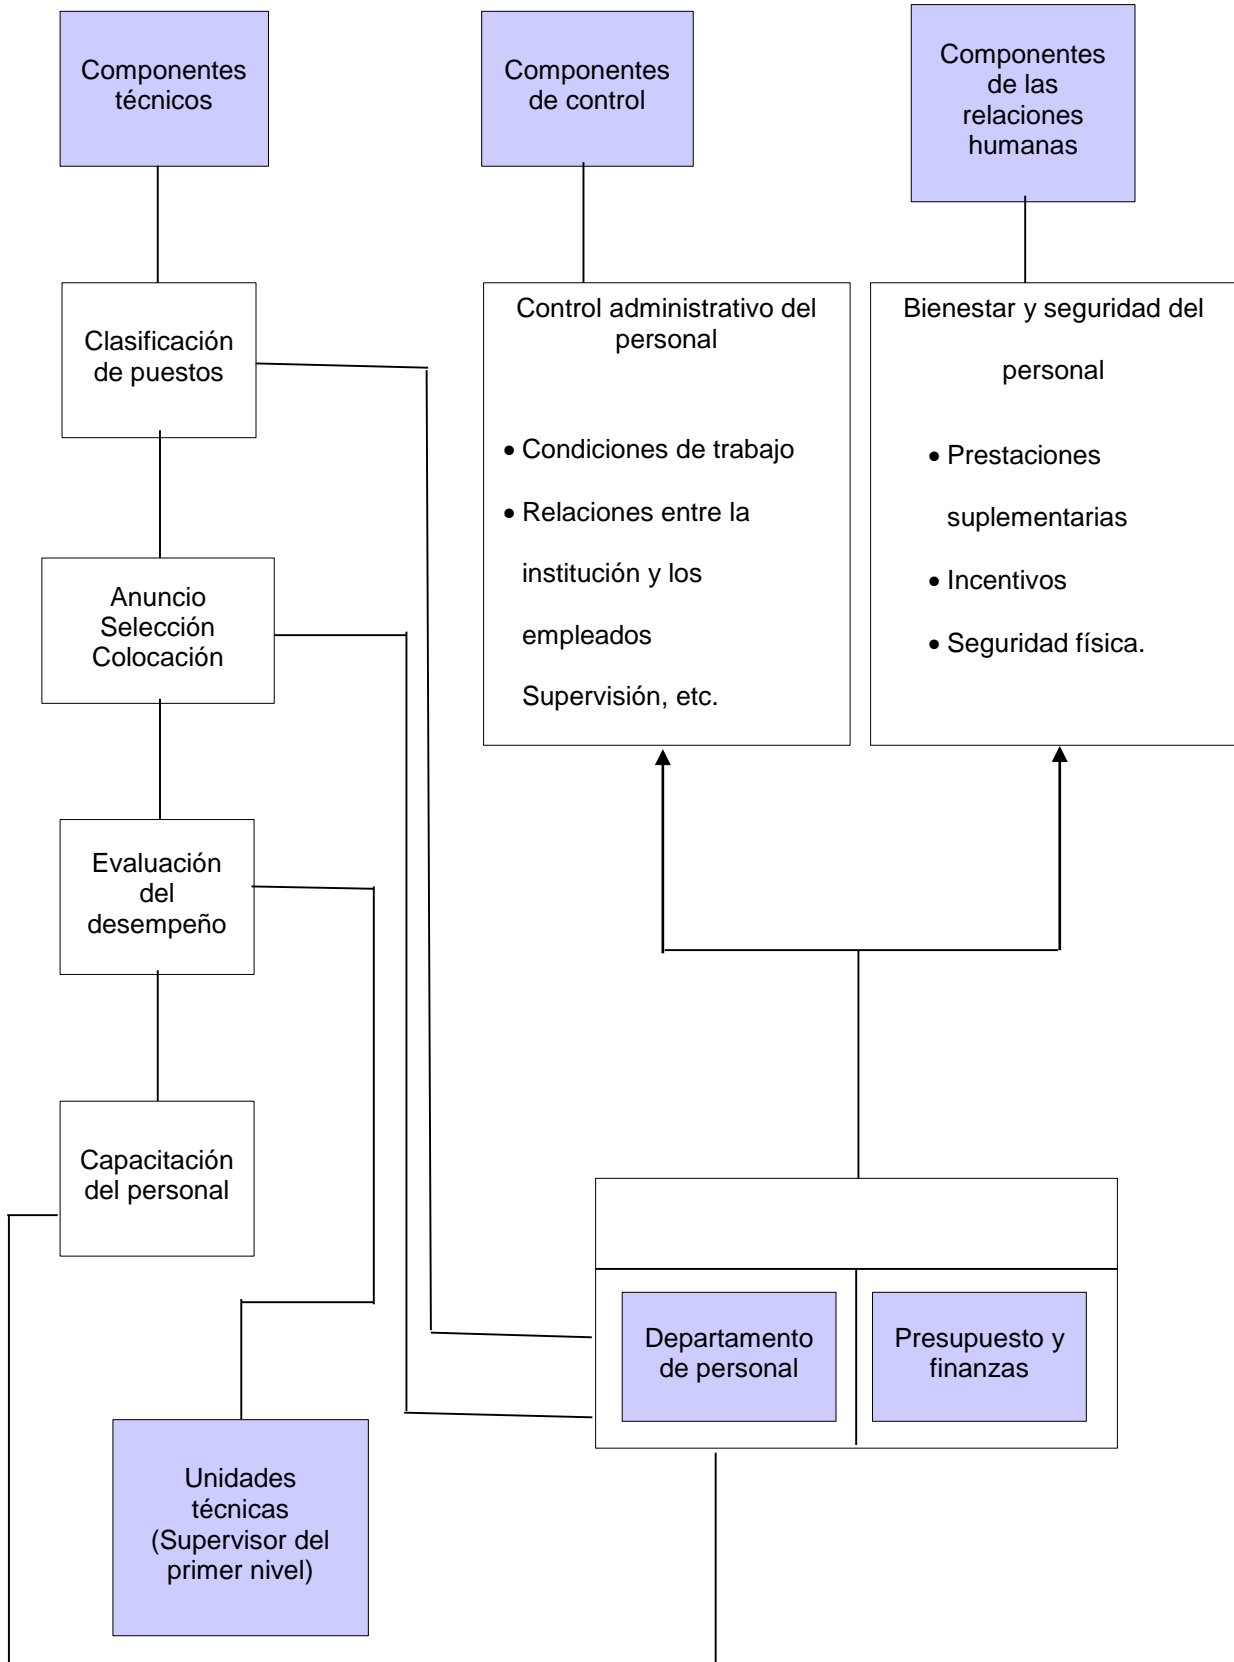 Componentes
técnicos
Componentes
de control
Componentes
de las
relaciones
humanas
Clasificación
de puestos
Control administrativo del
personal
• Condiciones de trabajo
• Relaciones entre la
institución y los
empleados
Supervisión, etc.
Bienestar y seguridad del
personal
• Prestaciones
suplementarias
• Incentivos
• Seguridad física.
Anuncio
Selección
Colocación
Evaluación
del
desempeño
Capacitación
del personal
Departamento
de personal
Presupuesto y
finanzas
Unidades
técnicas
(Supervisor del
primer nivel)